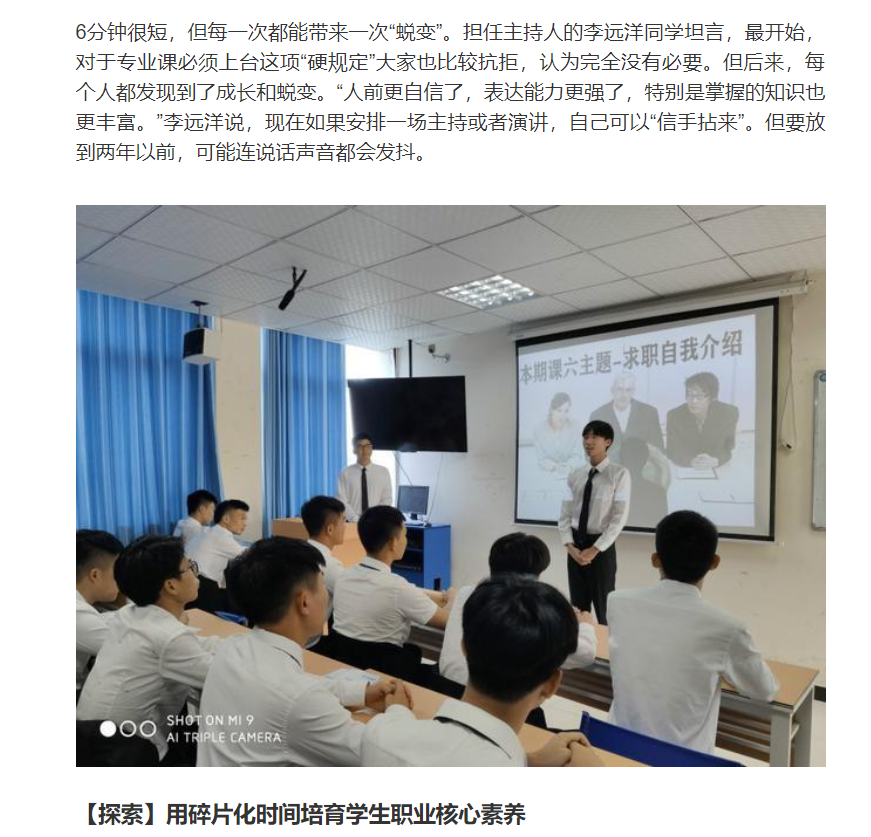 6分钟很短，但每一次都能带来一次“蜕变”。担任主持人的李远洋同学坦言，最开始，
对于专业课必须上台这项“硬规定”大家也比较抗拒，认为完全没有必要。但后来，每
个人都发现到了成长和蜕变。“人前更自信了，表达能力更强了，特别是掌握的知识也
更丰富。”李远洋说，现在如果安排一场主持或者演讲，自己可以“信手拈来”。但要放
到两年以前，可能连说话声音都会发抖。
本期课六主题-求职自我介绍
SHOT ON MI 9
AI TRIPLE CAMERA
【探索】用碎片化时间培育学生职业核心素养